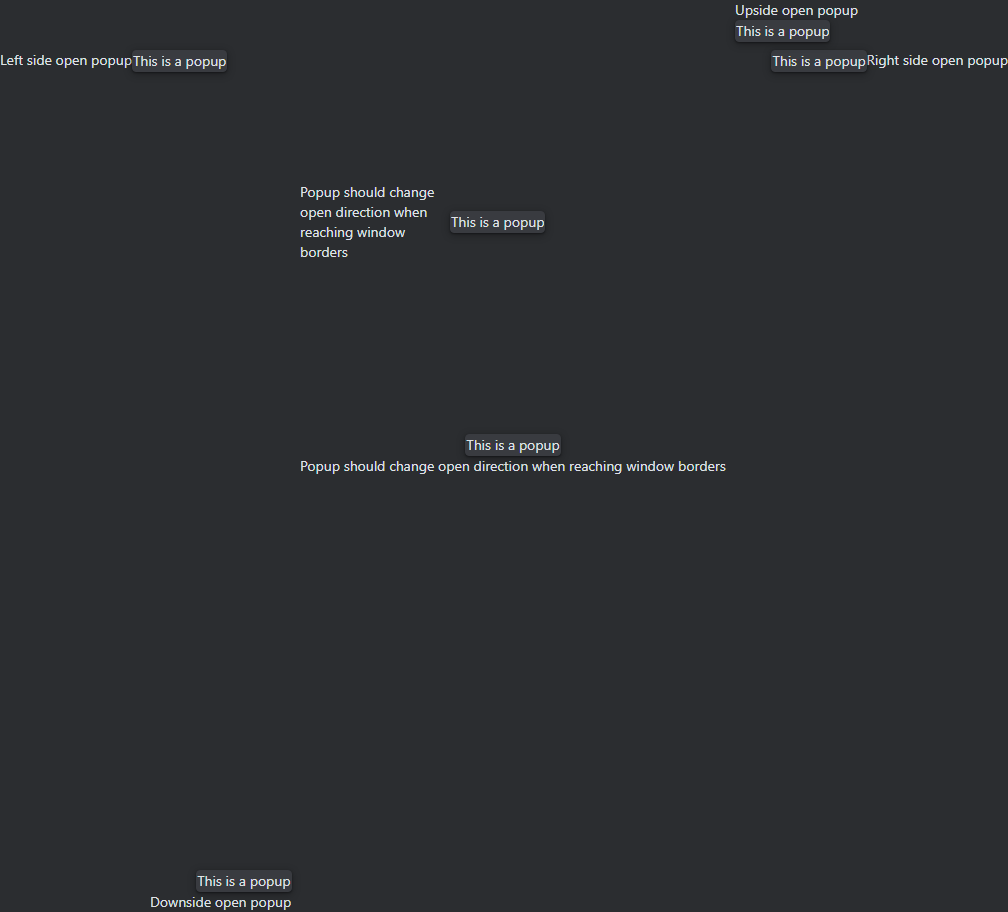 Upside open popup
This is a popup
Left side open popup This is a popup
This is a popup Right side open popup
Popup should change
open direction when
reaching window
borders
This is a popup
This is a popup
Popup should change open direction when reaching window borders
This is a popup
Downside open popup